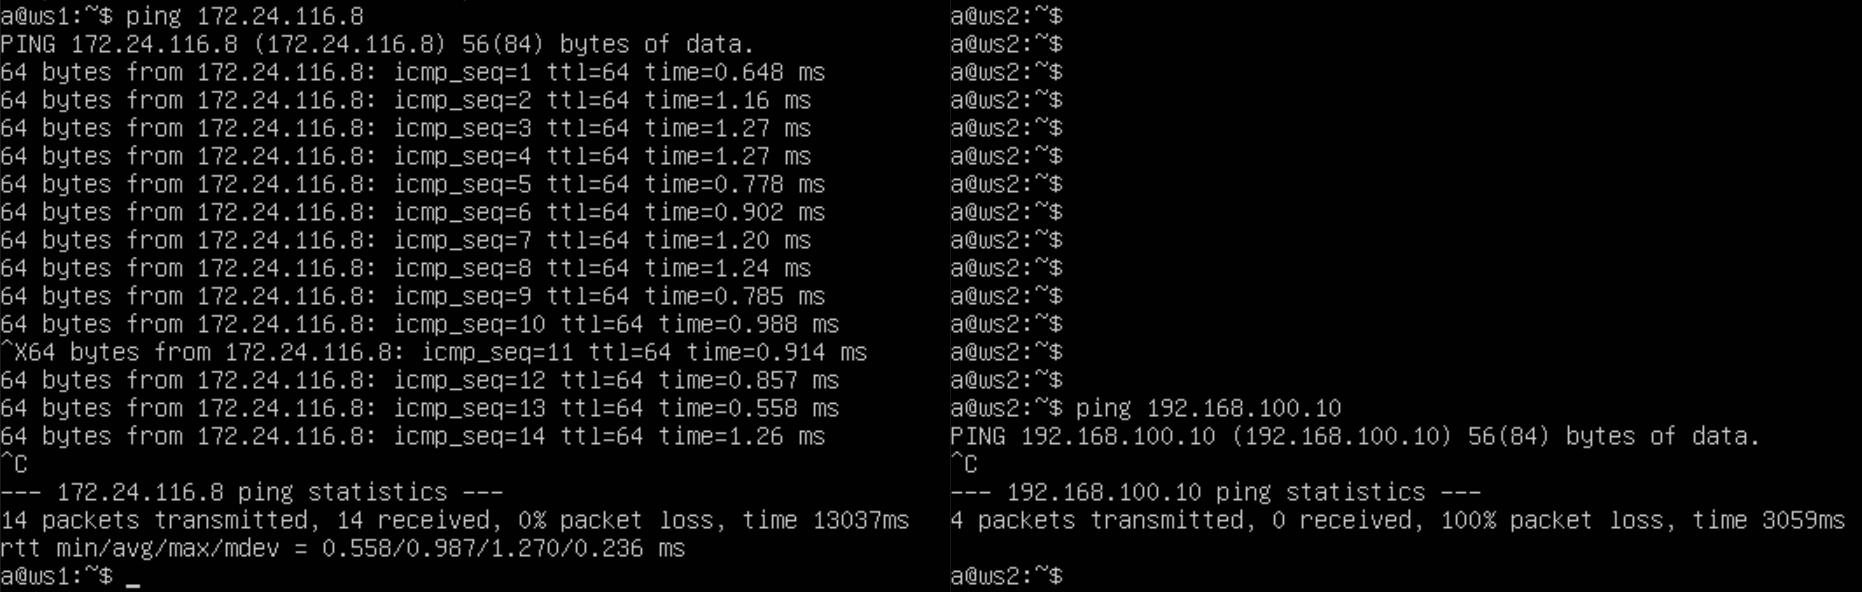 a@ws1:~$ ping 172.24.116.8
PING 172.24.116.8 (172.24.116.8) 56(84) bytes of data.
64 bytes from 172.24.116.8: icmp_seq=1 ttl=64 time=0.648 ms
64 bytes from 172.24.116.8: icmp_seq=2 ttl=64 time=1.16 ms
64 bytes from 172.24.116.8: icmp_seq=3 ttl=64 time=1.27 ms
64 bytes from 172.24.116.8: icmp_seq=4 ttl=64 time=1.27 ms
64 bytes from 172.24.116.8: icmp_seq=5 ttl=64 time=0.778 ms
64 bytes from 172.24.116.8: icmp_seq=6 ttl=64 time=0.902 ms
64 bytes from 172.24.116.8: icmp_seq=7 ttl=64 time=1.20 ms
64 bytes from 172.24.116.8: icmp_seq=8 ttl=64 time=1.24 ms
64 bytes from 172.24.116.8: icmp_seq=9 ttl=64 time=0.785 ms
64 bytes from 172.24.116.8: icmp_seq=10 ttl=64 time=0.988 ms
^X64 bytes from 172.24.116.8: icmp_seq=11 ttl=64 time=0.914 ms
64 bytes from 172.24.116.8: icmp_seq=12 ttl=64 time=0.857 ms
64 bytes from 172.24.116.8: icmp_seq=13 ttl=64 time=0.558 ms
64 bytes from 172.24.116.8: icmp_seq=14 ttl=64 time=1.26 ms
^C
--- 172.24.116.8 ping statistics ---
14 packets transmitted, 14 received, 0% packet loss, time 13037ms
rtt min/avg/max/mdev = 0.558/0.987/1.270/0.236 ms
a@ws1:~$ _
a@ws2:~$
a@ws2:~$
a@ws2:~$
a@ws2:~$
a@ws2:~$
a@ws2:~$
a@ws2:~$
a@ws2:~$
a@ws2:~$
a@ws2:~$
a@ws2:~$
a@ws2:~$
a@ws2:~$
a@ws2:~$
a@ws2:~$ ping 192.168.100.10
PING 192.168.100.10 (192.168.100.10) 56(84) bytes of data.
^C
--- 192.168.100.10 ping statistics ---
4 packets transmitted, 0 received, 100% packet loss, time 3059ms
a@ws2:~$